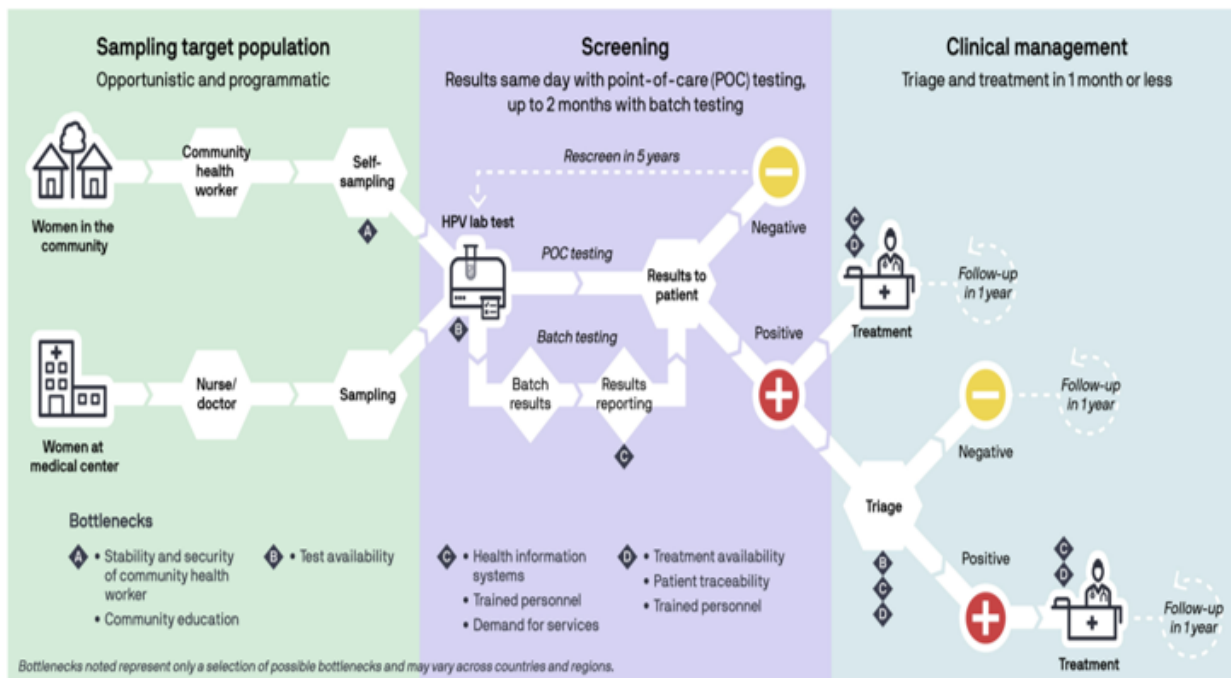 Sampling target population
Opportunistic and programmatic
Women in the
community
Community
health
worker
Self-
sampling
A
Women at
medical center
Nurse/
doctor
Sampling
Screening
Results same day with point-of-care (POC) testing,
up to 2 months with batch testing
Rescreen in 5 years
HPV lab test
B
POC testing
Batch testing
Batch
results
Results
reporting
C
Results to
patient
Negative
Positive
Clinical management
Triage and treatment in 1 month or less
C
D
Treatment
Follow-up
in 1 year
Triage
B
C
D
Negative
Follow-up
in 1 year
Positive
C
D
Treatment
Follow-up
in 1 year
Bottlenecks
A
• Stability and security
of community health
worker
• Community education
B
• Test availability
C
• Health information
systems
• Trained personnel
• Demand for services
D
• Treatment availability
• Patient traceability
• Trained personnel
Bottlenecks noted represent only a selection of possible bottlenecks and may vary across countries and regions.